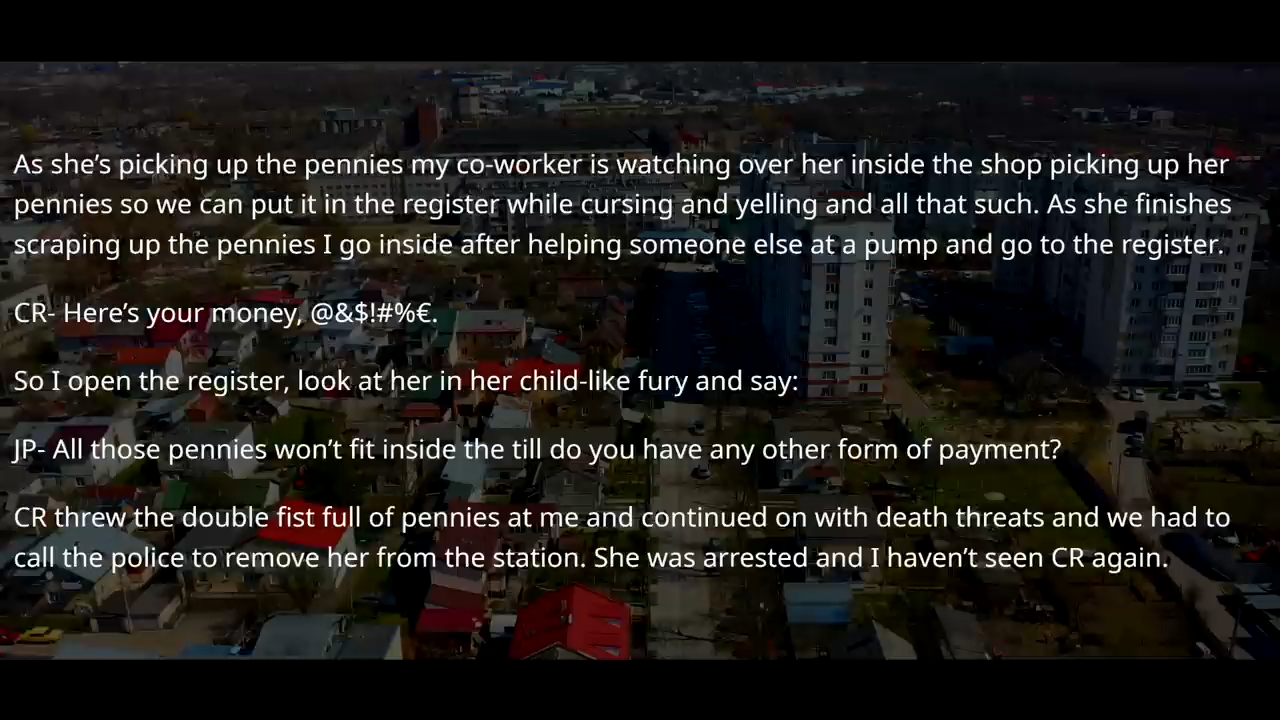 As she’s picking up the pennies my co-worker is watching over her inside the shop picking up her
pennies so we can put it in the register while cursing and yelling and all that such. As she finishes
scraping up the pennies I go inside after helping someone else at a pump and go to the register.
CR- Here’s your money, @&$!#%€.
So I open the register, look at her in her child-like fury and say:
JP- All those pennies won’t fit inside the till do you have any other form of payment?
CR threw the double fist full of pennies at me and continued on with death threats and we had to
call the police to remove her from the station. She was arrested and I haven’t seen CR again.